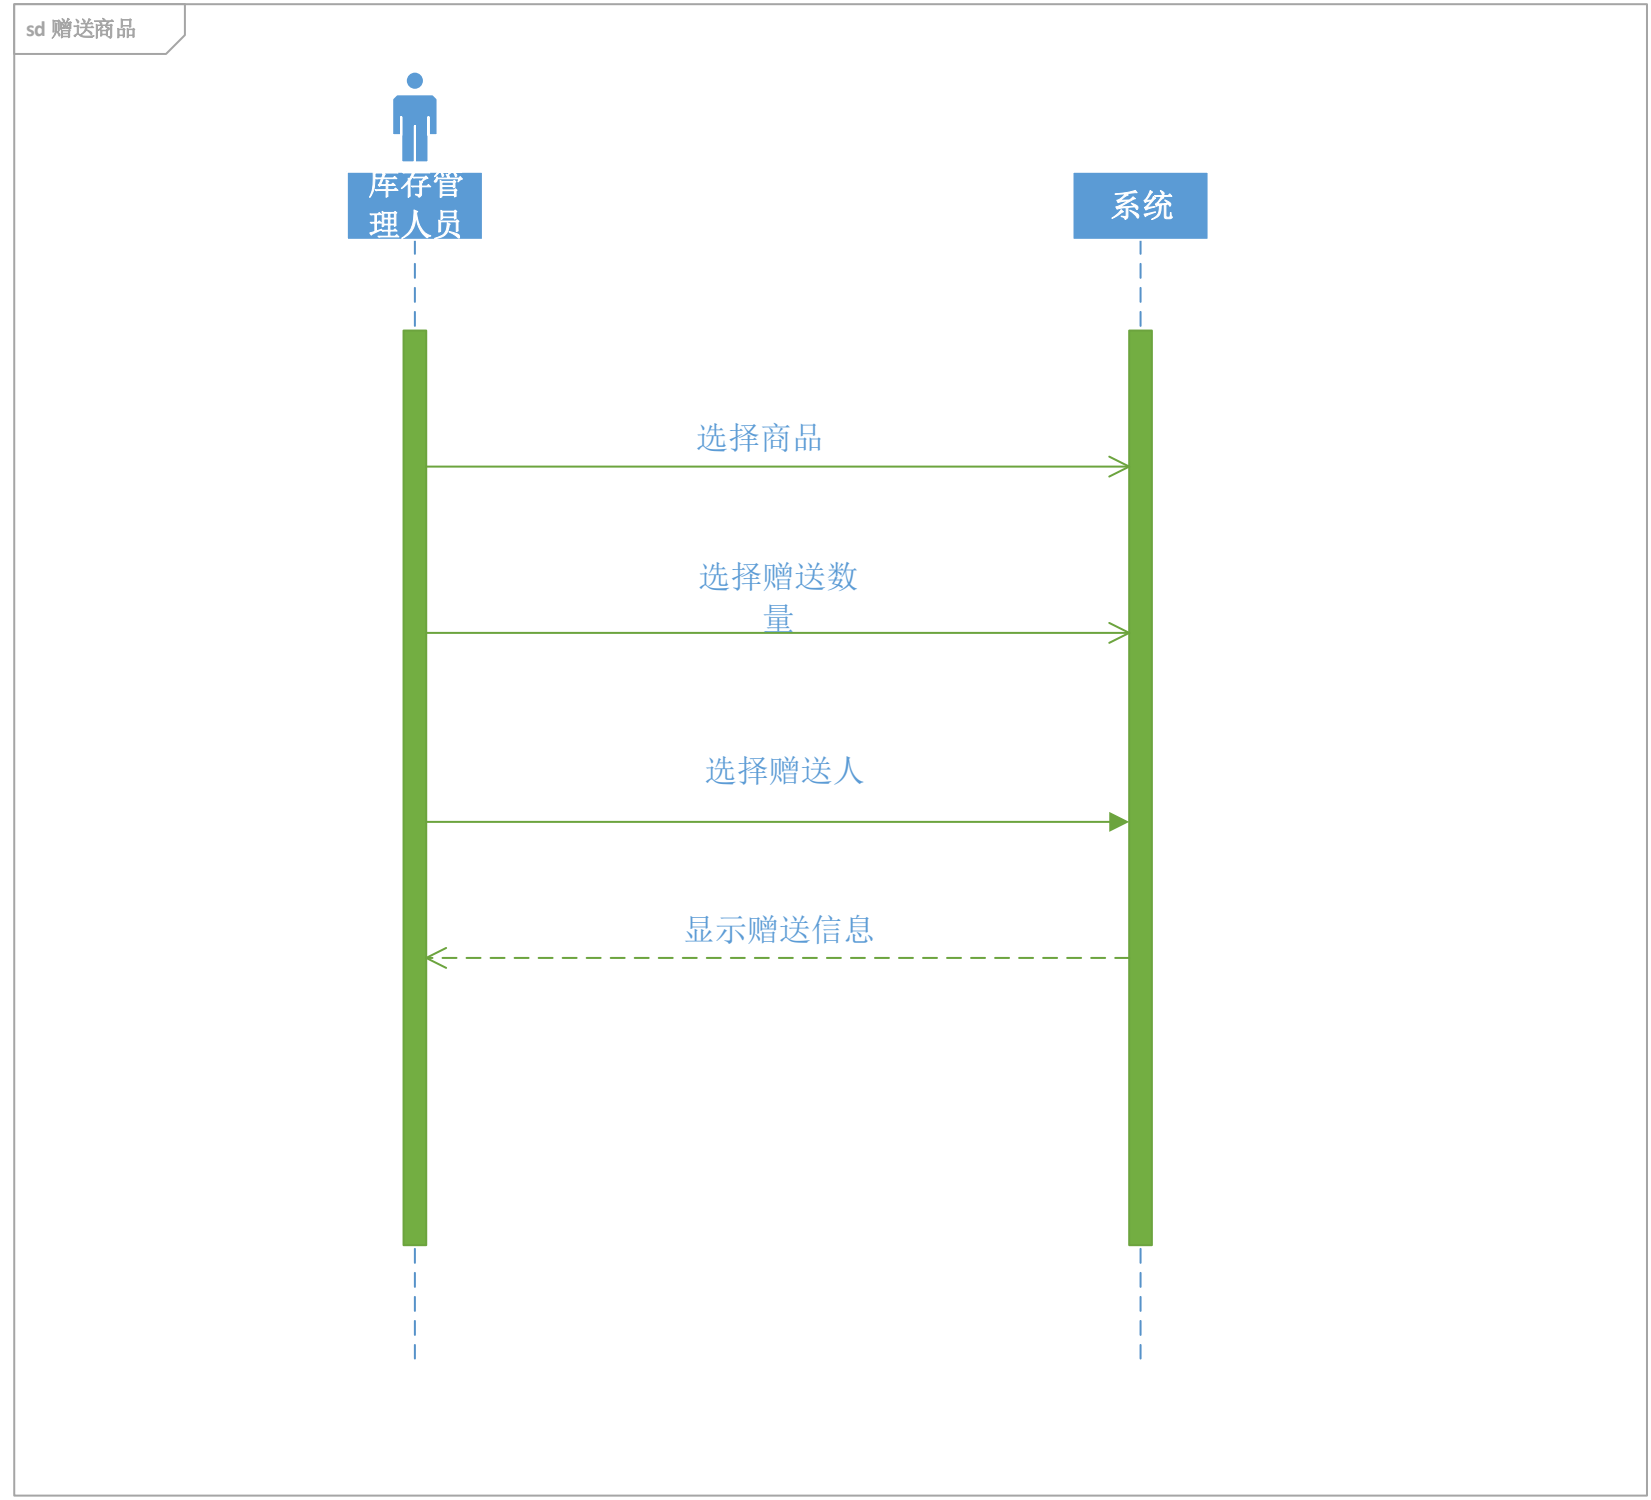 sd 赠送商品
库存管
理人员
系统
选择商品
选择赠送数
量
选择赠送人
显示赠送信息